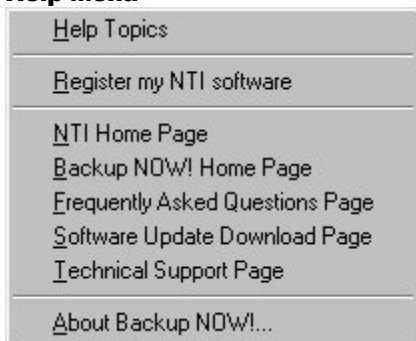 Help menu
Help Topics
Register my NTI software
NTI Home Page
Backup NOW! Home Page
Frequently Asked Questions Page
Software Update Download Page
Technical Support Page
About Backup NOW!...